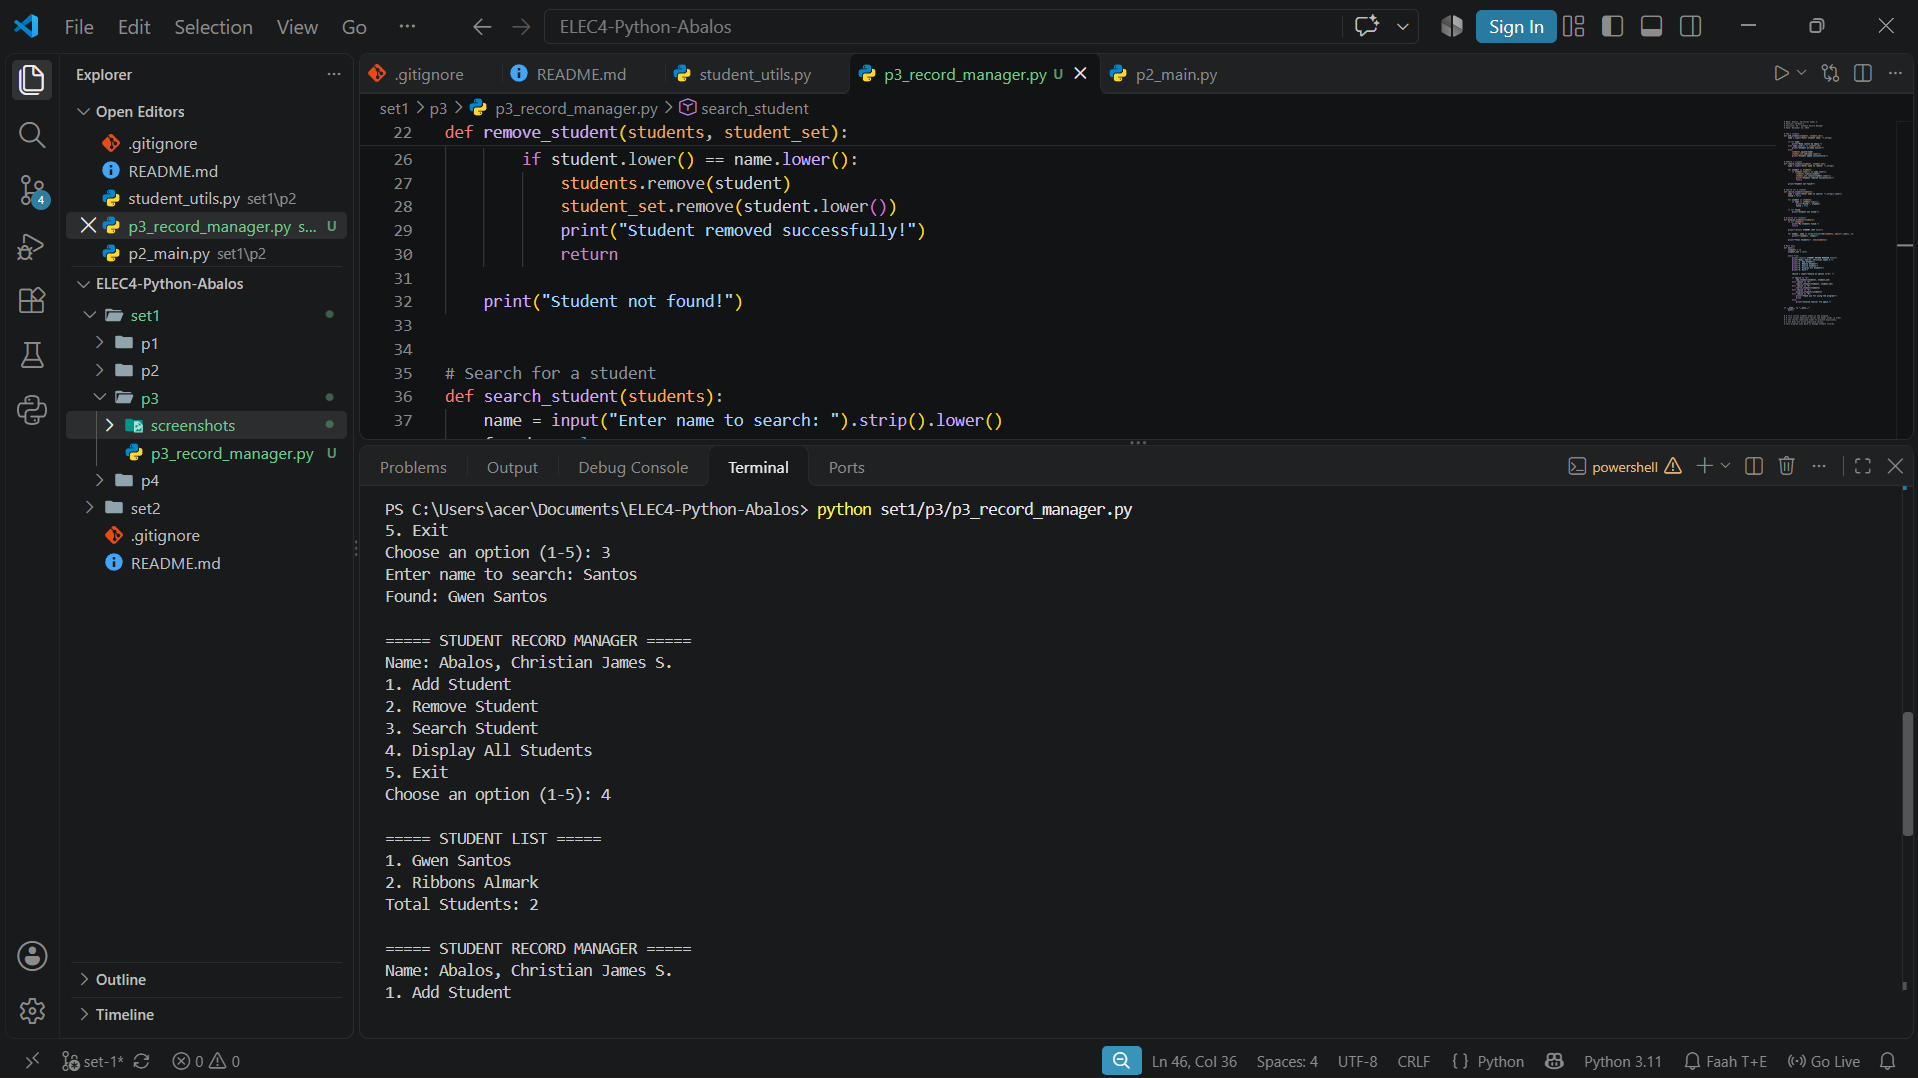 File Edit Selection View Go ··· ELEC4-Python-Abalos Sign In
Explorer ···
Open Editors
.gitignore
README.md
student_utils.py set1\p2
p3_record_manager.py s... U
p2_main.py set1\p2
ELEC4-Python-Abalos
set1
p1
p2
p3
screenshots
p3_record_manager.py U
p4
set2
.gitignore
README.md
Outline
Timeline
.gitignore README.md student_utils.py p3_record_manager.py U p2_main.py
set1 > p3 > p3_record_manager.py > search_student
22 def remove_student(students, student_set):
26 if student.lower() == name.lower():
27 students.remove(student)
28 student_set.remove(student.lower())
29 print("Student removed successfully!")
30 return
31
32 print("Student not found!")
33
34
35 # Search for a student
36 def search_student(students):
37 name = input("Enter name to search: ").strip().lower()
Problems Output Debug Console Terminal Ports powershell
PS C:\Users\acer\Documents\ELEC4-Python-Abalos> python set1/p3/p3_record_manager.py
5. Exit
Choose an option (1-5): 3
Enter name to search: Santos
Found: Gwen Santos
===== STUDENT RECORD MANAGER =====
Name: Abalos, Christian James S.
1. Add Student
2. Remove Student
3. Search Student
4. Display All Students
5. Exit
Choose an option (1-5): 4
===== STUDENT LIST =====
1. Gwen Santos
2. Ribbons Almark
Total Students: 2
===== STUDENT RECORD MANAGER =====
Name: Abalos, Christian James S.
1. Add Student
4
set-1* 0 0 Ln 46, Col 36 Spaces: 4 UTF-8 CRLF { } Python Python 3.11 Faah T+E Go Live